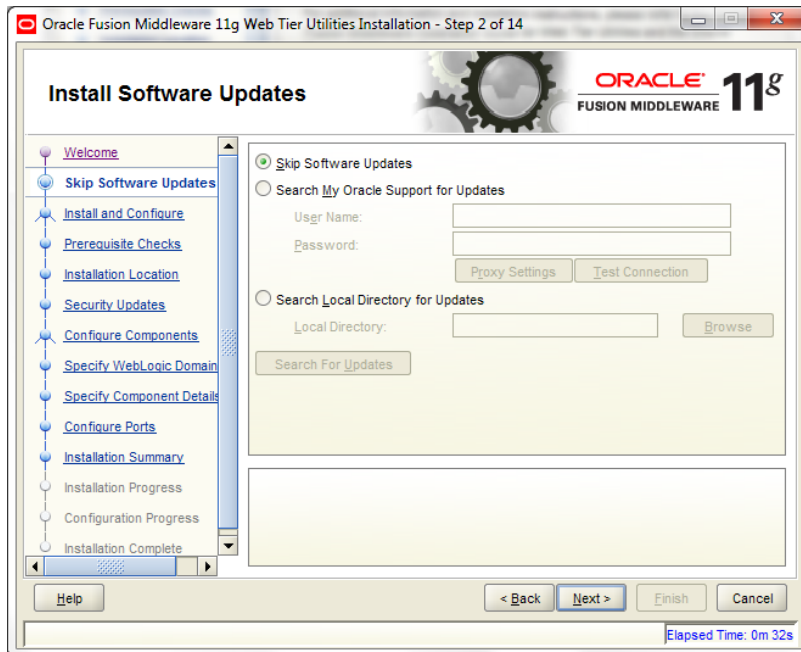 Oracle Fusion Middleware 11g Web Tier Utilities Installation - Step 2 of 14
Install Software Updates
ORACLE
FUSION MIDDLEWARE 11g
Welcome
Skip Software Updates
Install and Configure
Prerequisite Checks
Installation Location
Security Updates
Configure Components
Specify WebLogic Domain
Specify Component Details
Configure Ports
Installation Summary
Installation Progress
Configuration Progress
Installation Complete
Skip Software Updates
Search My Oracle Support for Updates
User Name:
Password:
Proxy Settings Test Connection
Search Local Directory for Updates
Local Directory: Browse
Search For Updates
Help < Back Next > Finish Cancel
Elapsed Time: 0m 32s